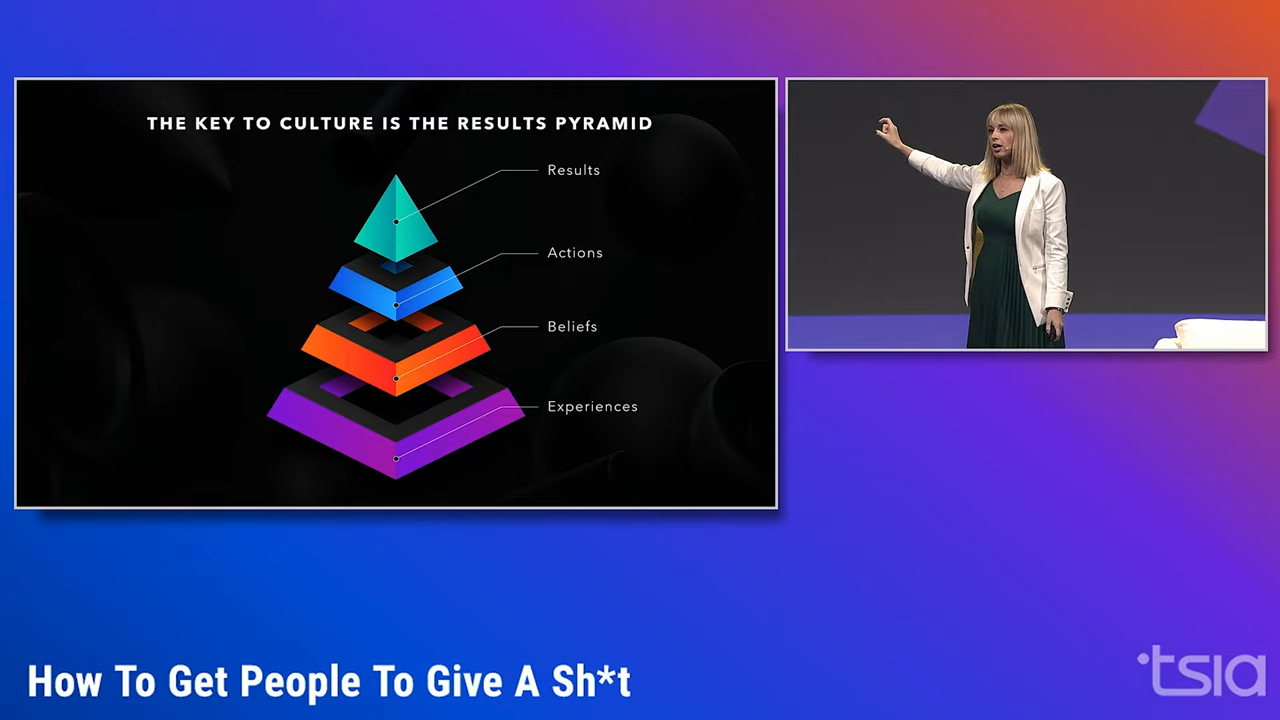 THE KEY TO CULTURE IS THE RESULTS PYRAMID
Results
Actions
Beliefs
Experiences
How To Get People To Give A Sh*t
tsia